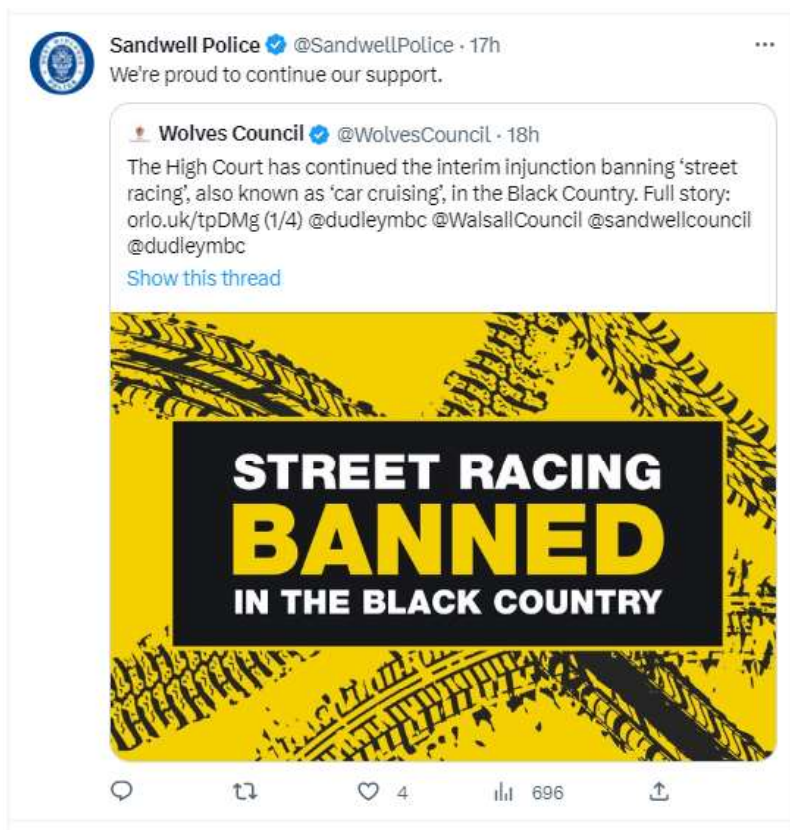 Sandwell Police @SandwellPolice · 17h
We're proud to continue our support.
Wolves Council @WolvesCouncil · 18h
The High Court has continued the interim injunction banning 'street
racing', also known as 'car cruising', in the Black Country. Full story:
orlo.uk/tpDMg (1/4) @dudleymbc @WalsallCouncil @sandwellcouncil
@dudleymbc
Show this thread
STREET RACING
BANNED
IN THE BLACK COUNTRY
4
696